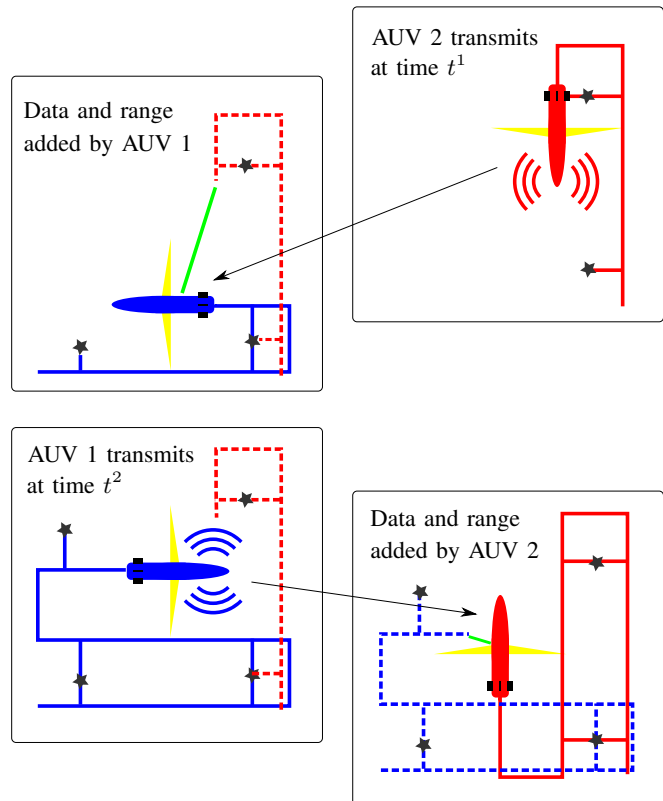 AUV 2 transmits
at time t¹
Data and range
added by AUV 1
AUV 1 transmits
at time t²
Data and range
added by AUV 2